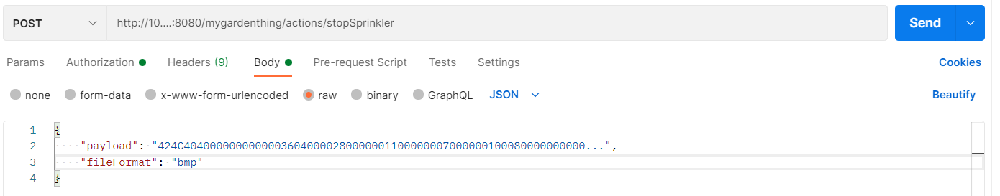 POST http://10....:8080/mygardenthing/actions/stopSprinkler Send
Params Authorization Headers (9) Body Pre-request Script Tests Settings Cookies
none form-data x-www-form-urlencoded raw binary GraphQL JSON Beautify
1 {
2 "payload": "424C404000000000000036040000280000001100000007000000100080000000000...",
3 "fileFormat": "bmp"
4 }